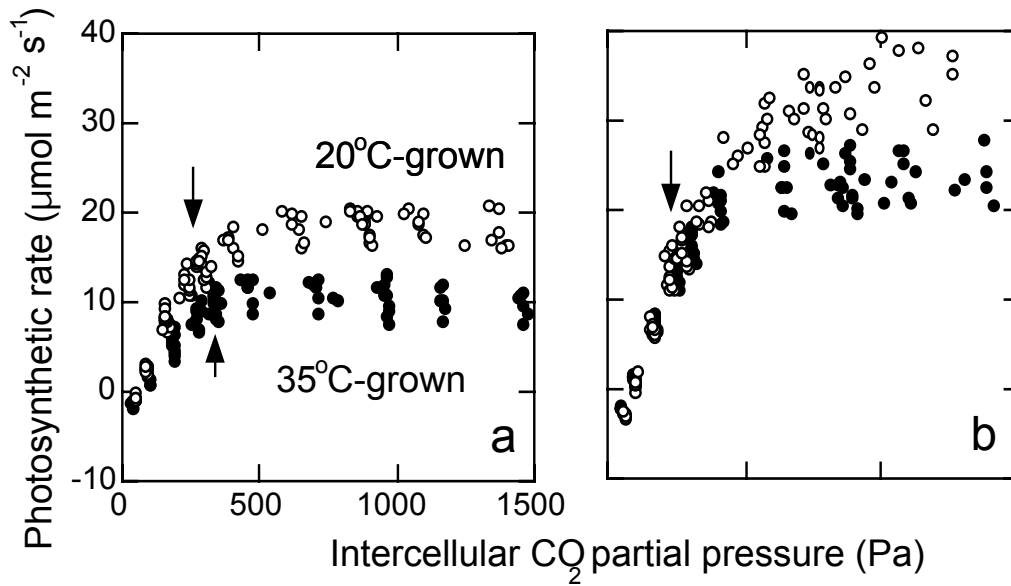 Photosynthetic rate (µmol m⁻² s⁻¹)
40
30
20
10
0
-10
20°C-grown
35°C-grown
a
b
0
500
1000
1500
Intercellular CO₂ partial pressure (Pa)